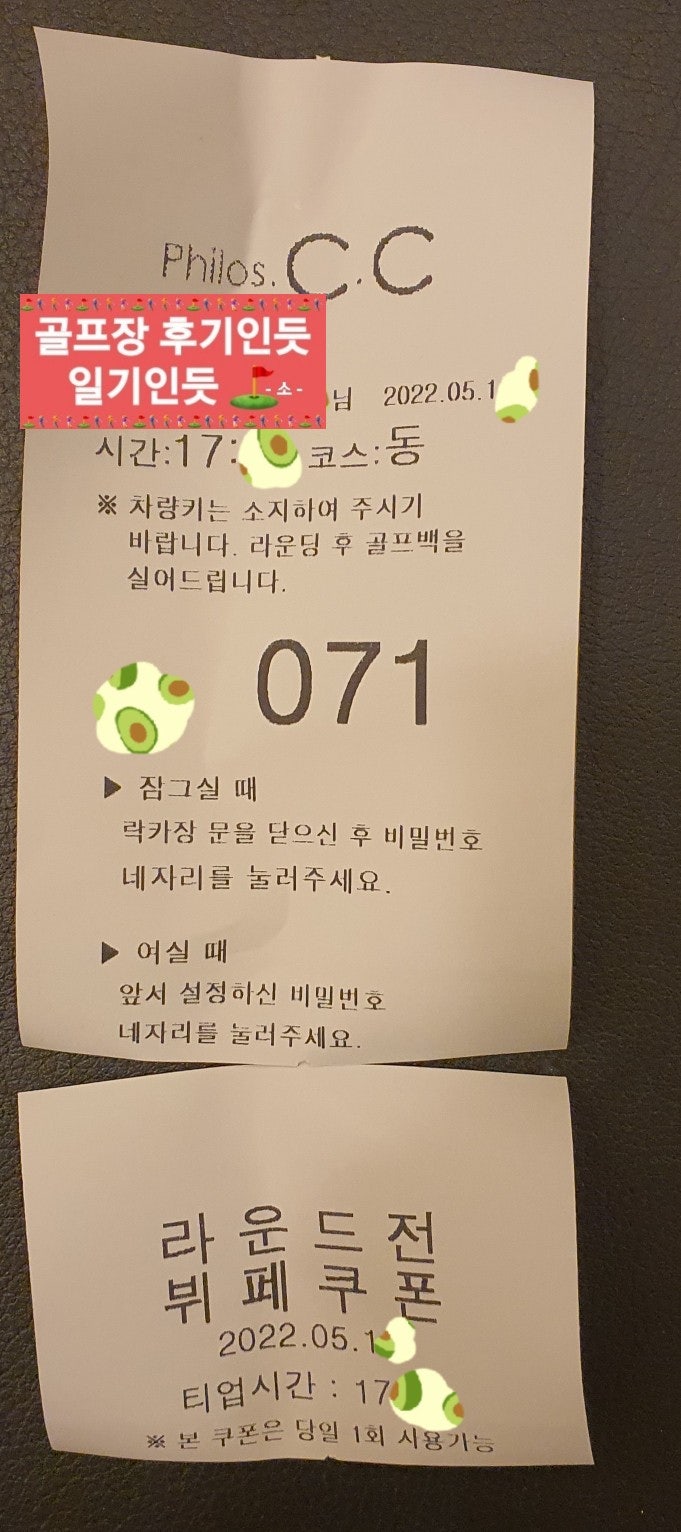 Philos.C.C
골프장 후기인듯
일기인듯 -소-
님 2022.05.1
시간:17: 코스:동
※ 차량키는 소지하여 주시기
바랍니다. 라운딩 후 골프백을
실어드립니다.
071
▶ 잠그실 때
락카장 문을 닫으신 후 비밀번호
네자리를 눌러주세요.
▶ 여실 때
앞서 설정하신 비밀번호
네자리를 눌러주세요.
라운드전
뷔페쿠폰
2022.05.1
티업시간 : 17
※ 본 쿠폰은 당일 1회 사용가능